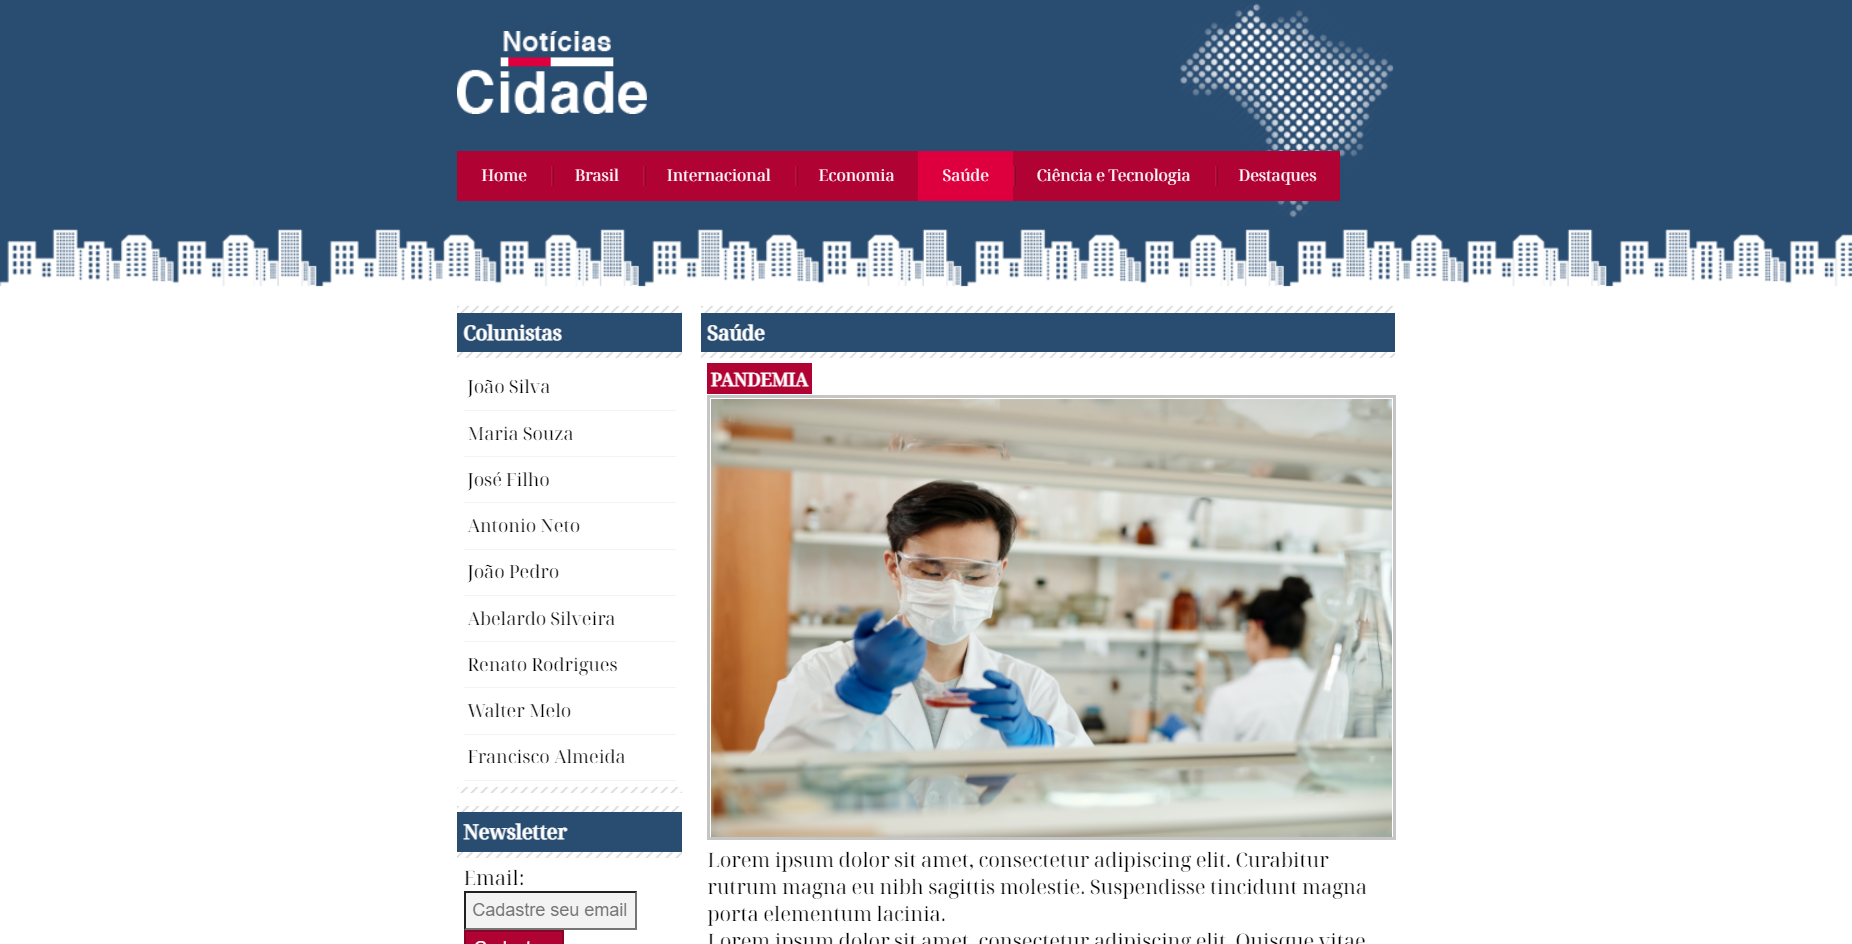 Notícias
Cidade
Home Brasil Internacional Economia Saúde Ciência e Tecnologia Destaques
Colunistas
João Silva
Maria Souza
José Filho
Antonio Neto
João Pedro
Abelardo Silveira
Renato Rodrigues
Walter Melo
Francisco Almeida
Newsletter
Email:
Cadastre seu email
Saúde
PANDEMIA
Lorem ipsum dolor sit amet, consectetur adipiscing elit. Curabitur
rutrum magna eu nibh sagittis molestie. Suspendisse tincidunt magna
porta elementum lacinia.
Lorem ipsum dolor sit amet, consectetur adipiscing elit. Quisque vitae